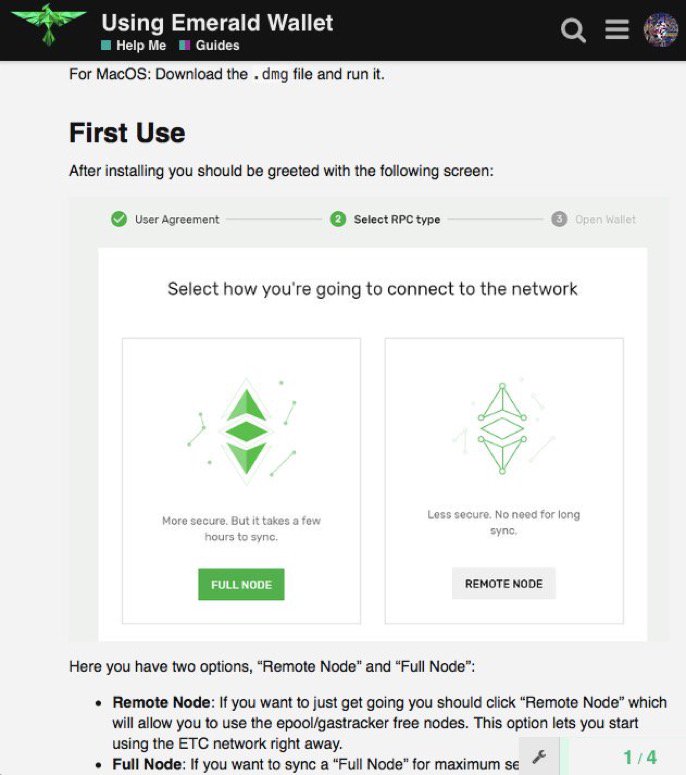 Using Emerald Wallet
Help Me Guides
For MacOS: Download the .dmg file and run it.
First Use
After installing you should be greeted with the following screen:
User Agreement 2 Select RPC type 3 Open Wallet
Select how you're going to connect to the network
More secure. But it takes a few
hours to sync.
FULL NODE
Less secure. No need for long
sync.
REMOTE NODE
Here you have two options, “Remote Node” and “Full Node”:
• Remote Node: If you want to just get going you should click “Remote Node” which
will allow you to use the epool/gastracker free nodes. This option lets you start
using the ETC network right away.
• Full Node: If you want to sync a “Full Node” for maximum se
1 / 4